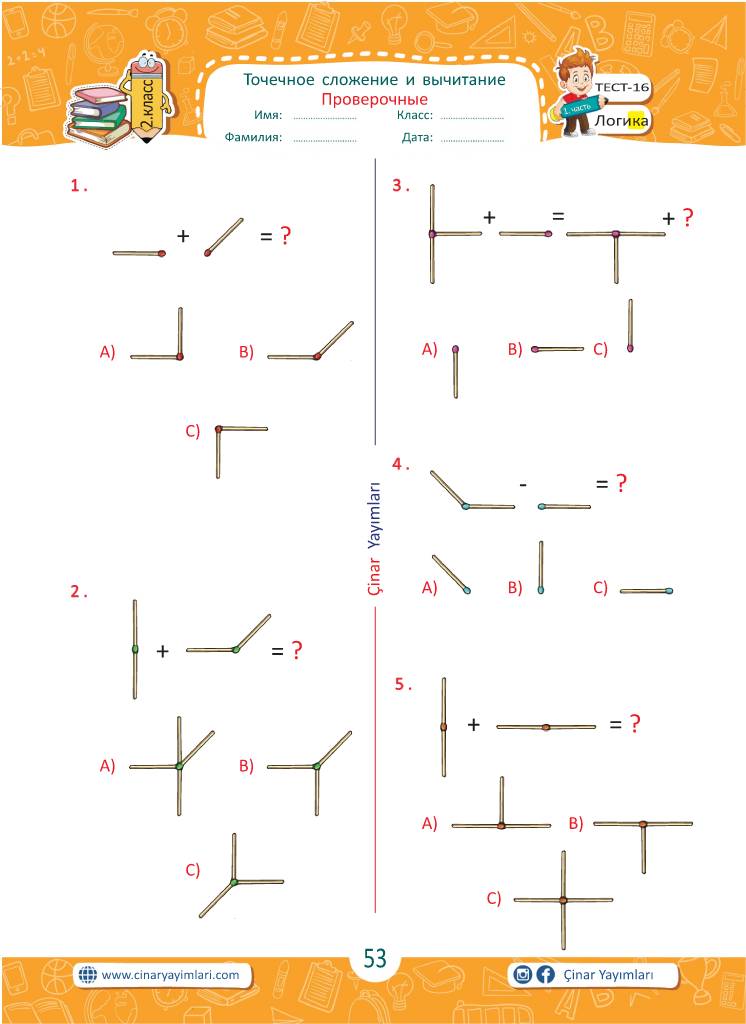 Точечное сложение и вычитание
Проверочные
Имя: ........................ Класс: ........................
Фамилия: ........................ Дата: ........................
2.класс
1. часть
ТЕСТ-16
Логика
1.
+ = ?
A) B)
C)
2.
+ = ?
A) B)
C)
3.
+ = + ?
A) B) C)
4.
- = ?
A) B) C)
5.
+ = ?
A) B)
C)
Çinar Yayımları
53
www.cinaryayimlari.com
Çinar Yayımları